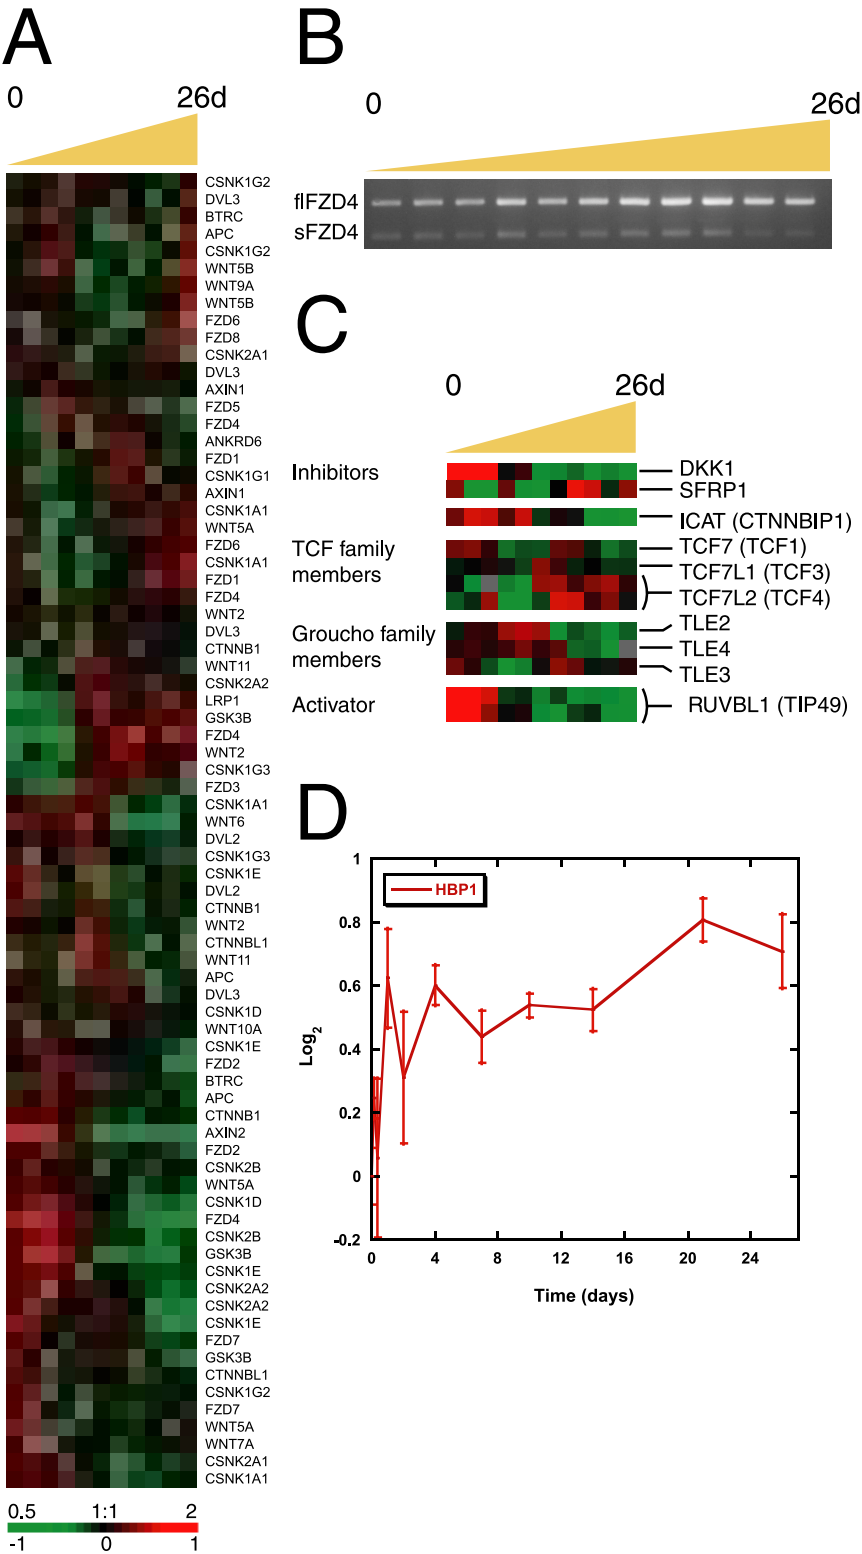 A
0 26d
CSNK1G2
DVL3
BTRC
APC
CSNK1G2
WNT5B
WNT9A
WNT5B
FZD6
FZD8
CSNK2A1
DVL3
AXIN1
FZD5
FZD4
ANKRD6
FZD1
CSNK1G1
AXIN1
CSNK1A1
WNT5A
FZD6
CSNK1A1
FZD1
FZD4
WNT2
DVL3
CTNNB1
WNT11
CSNK2A2
LRP1
GSK3B
FZD4
WNT2
CSNK1G3
FZD3
CSNK1A1
WNT6
DVL2
CSNK1G3
CSNK1E
DVL2
CTNNB1
WNT2
CTNNBL1
WNT11
APC
DVL3
CSNK1D
WNT10A
CSNK1E
FZD2
BTRC
APC
CTNNB1
AXIN2
FZD2
CSNK2B
WNT5A
CSNK1D
FZD4
CSNK2B
GSK3B
CSNK1E
CSNK2A2
CSNK2A2
CSNK1E
FZD7
GSK3B
CTNNBL1
CSNK1G2
FZD7
WNT5A
WNT7A
CSNK2A1
CSNK1A1
0.5 1:1 2
-1 0 1
B
0 26d
flFZD4
sFZD4
C
0 26d
Inhibitors
DKK1
SFRP1
ICAT (CTNNBIP1)
TCF family
members
TCF7 (TCF1)
TCF7L1 (TCF3)
TCF7L2 (TCF4)
Groucho family
members
TLE2
TLE4
TLE3
Activator
RUVBL1 (TIP49)
D
HBP1
Log2
1
0.8
0.6
0.4
0.2
0
-0.2
0 4 8 12 16 20 24
Time (days)